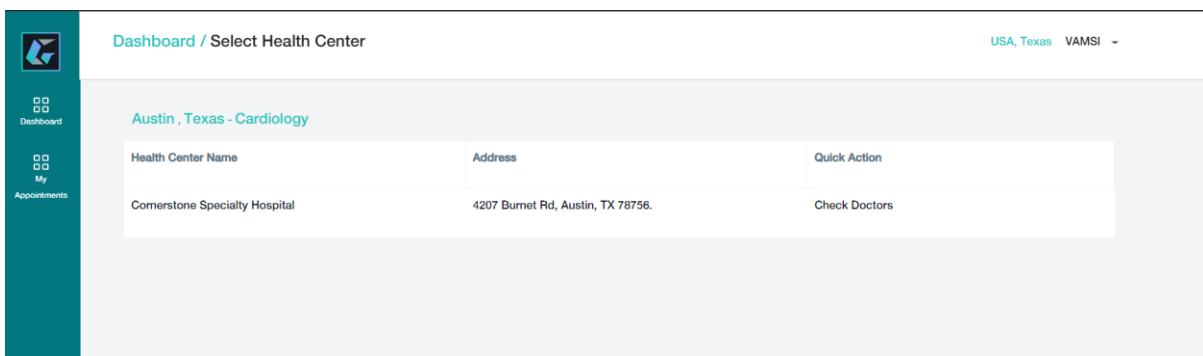 Dashboard / Select Health Center
USA, Texas VAMSI
Dashboard
My
Appointments
Austin , Texas - Cardiology
Health Center Name Address Quick Action
Cornerstone Specialty Hospital 4207 Burnet Rd, Austin, TX 78756. Check Doctors